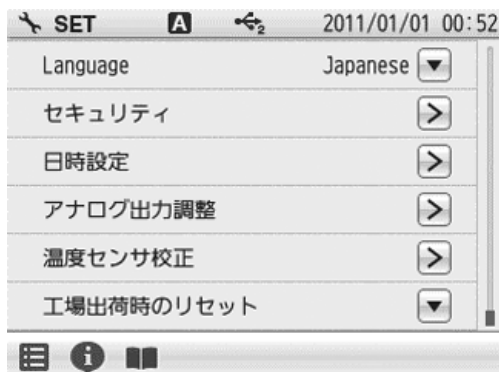 SET A 2 2011/01/01 00:52
Language Japanese
セキュリティ
日時設定
アナログ出力調整
温度センサ校正
工場出荷時のリセット